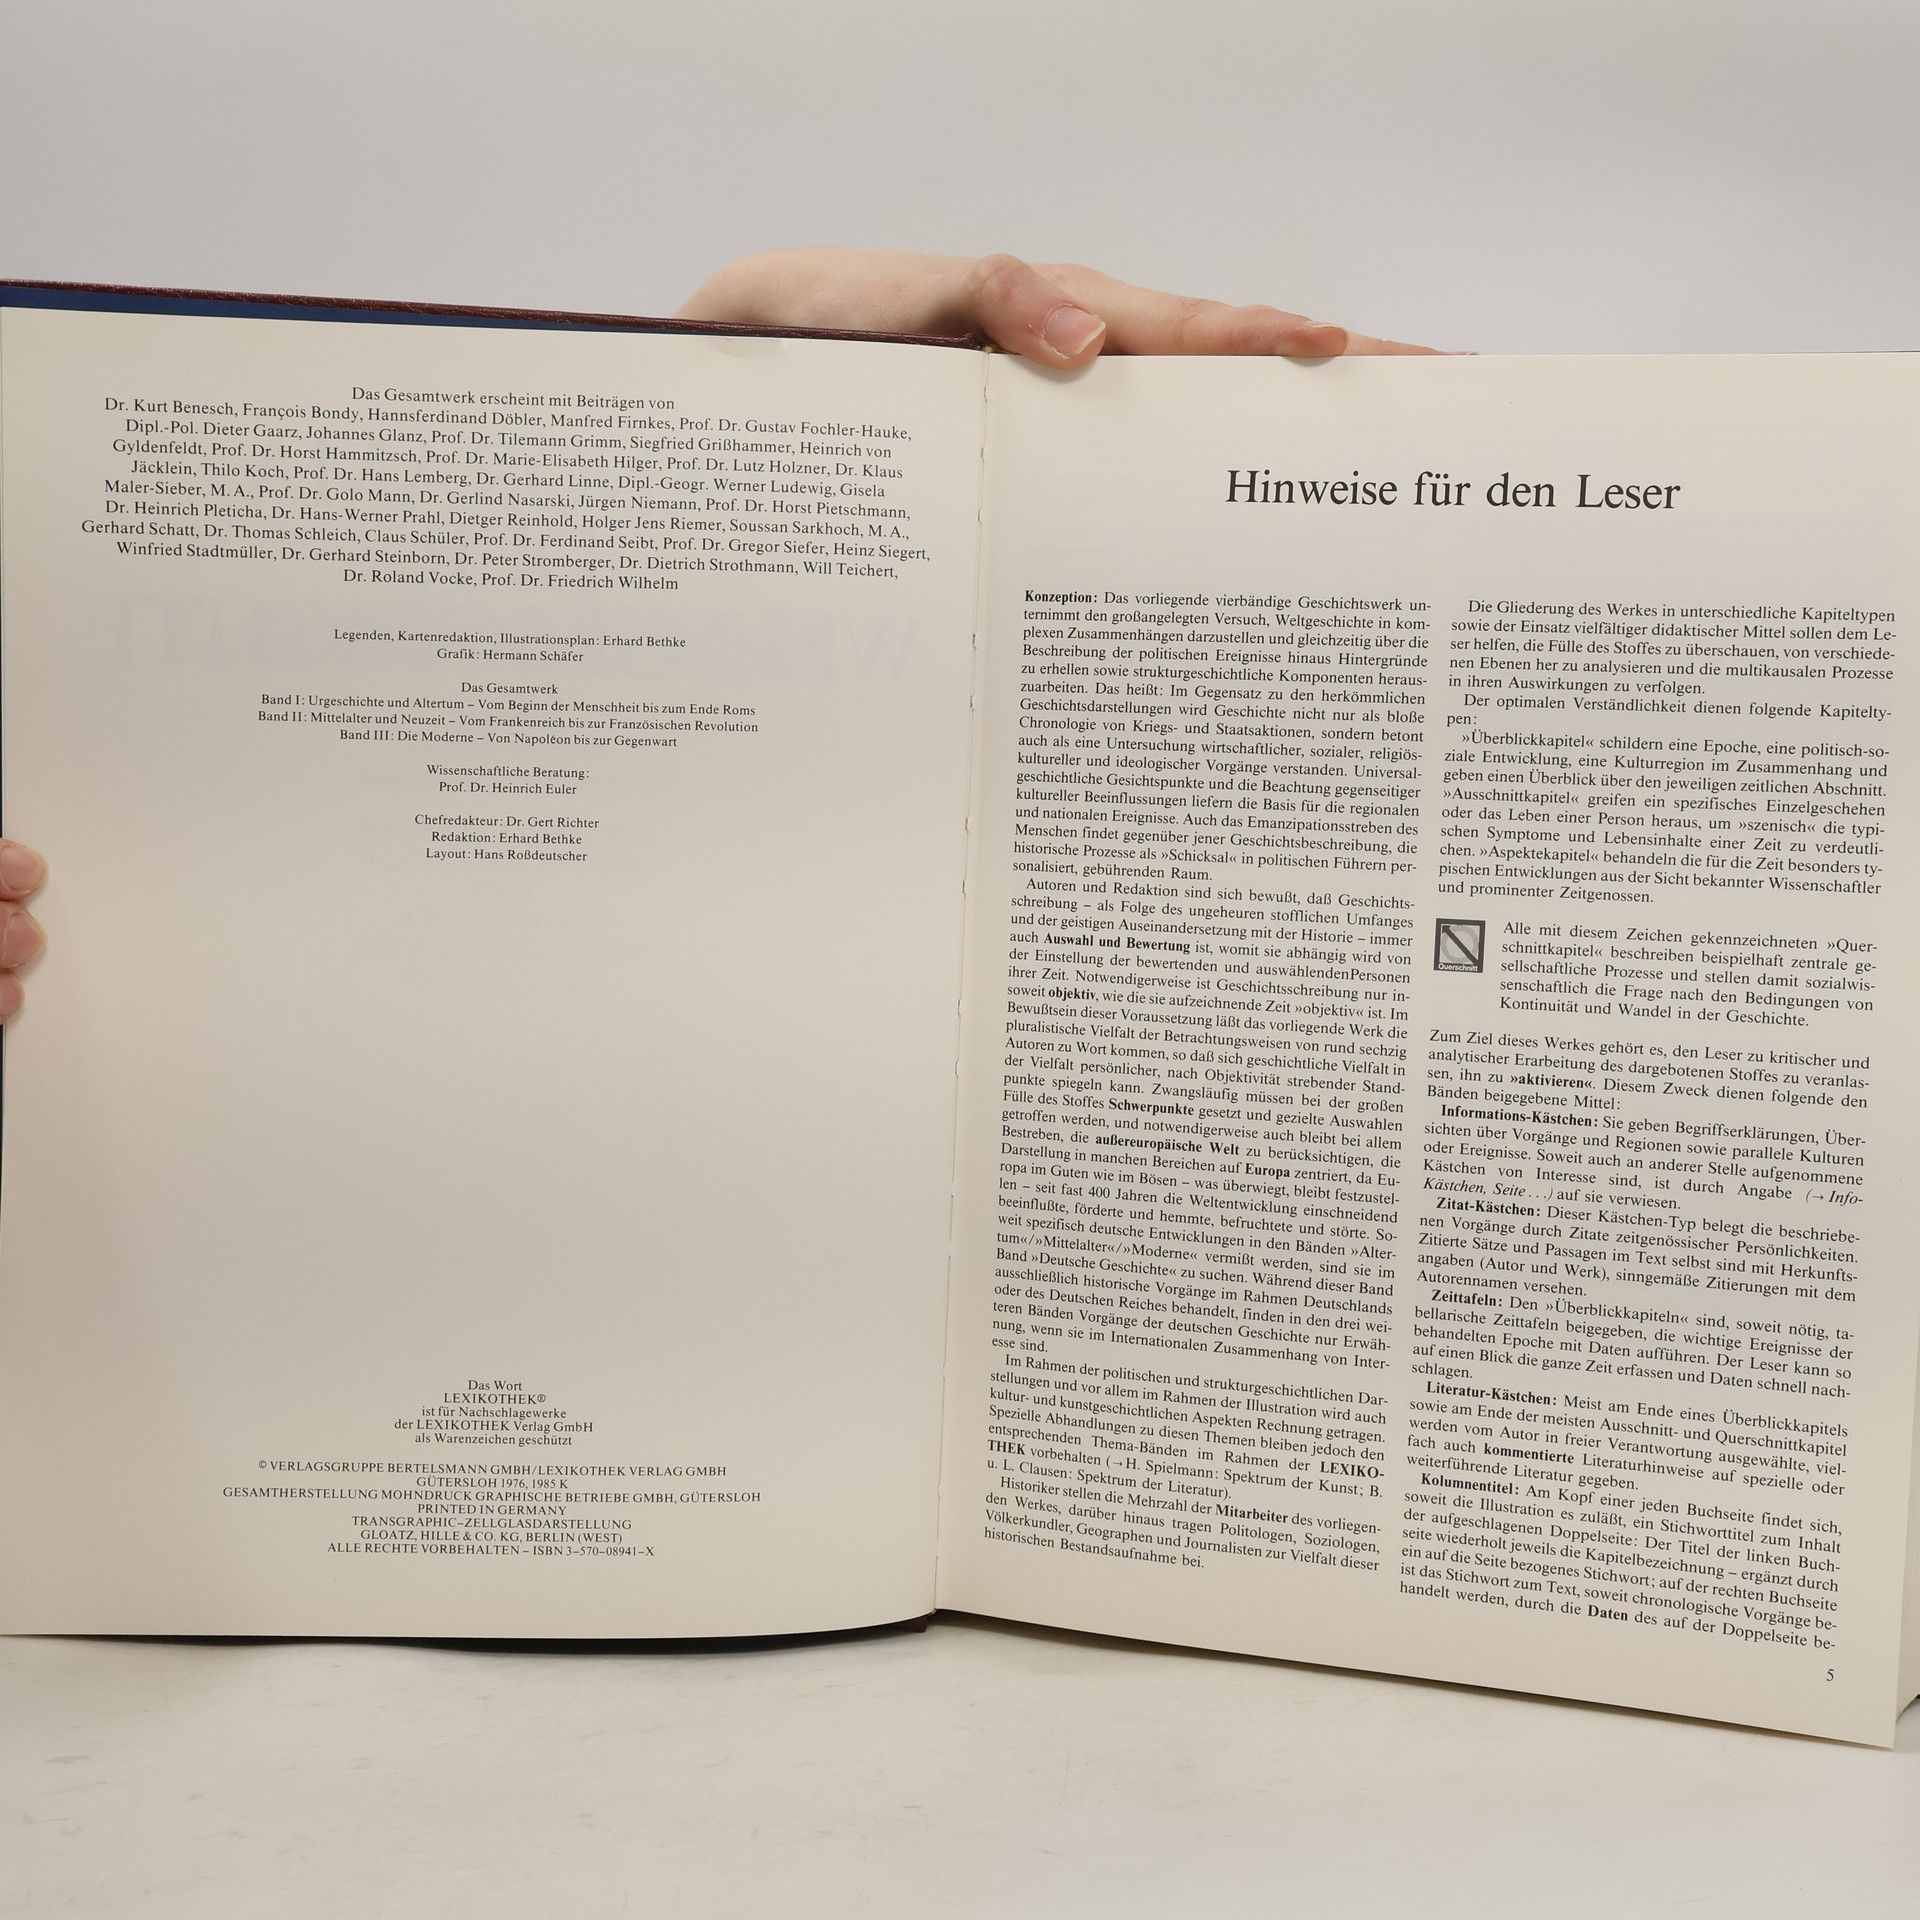 Das Gesamtwerk erscheint mit Beiträgen von
Dr. Kurt Benesch, François Bondy, Hannsferdinand Döbler, Manfred Firnkes, Prof. Dr. Gustav Fochler-Hauke,
Dipl.-Pol. Dieter Gaarz, Johannes Glanz, Prof. Dr. Tilemann Grimm, Siegfried Grißhammer, Heinrich von
Gyldenfeldt, Prof. Dr. Horst Hammitzsch, Prof. Dr. Marie-Elisabeth Hilger, Prof. Dr. Lutz Holzner, Dr. Klaus
Jäcklein, Thilo Koch, Prof. Dr. Hans Lemberg, Dr. Gerhard Linne, Dipl.-Geogr. Werner Ludewig, Gisela
Maler-Sieber, M. A., Prof. Dr. Golo Mann, Dr. Gerlind Nasarski, Jürgen Niemann, Prof. Dr. Horst Pietschmann,
Dr. Heinrich Pleticha, Dr. Hans-Werner Prahl, Dietger Reinhold, Holger Jens Riemer, Soussan Sarkhoch, M. A.,
Gerhard Schatt, Dr. Thomas Schleich, Claus Schüler, Prof. Dr. Ferdinand Seibt, Prof. Dr. Gregor Siefer, Heinz Siegert,
Winfried Stadtmüller, Dr. Gerhard Steinborn, Dr. Peter Stromberger, Dr. Dietrich Strothmann, Will Teichert,
Dr. Roland Vocke, Prof. Dr. Friedrich Wilhelm
Legenden, Kartenredaktion, Illustrationsplan: Erhard Bethke
Grafik: Hermann Schäfer
Das Gesamtwerk
Band I: Urgeschichte und Altertum – Vom Beginn der Menschheit bis zum Ende Roms
Band II: Mittelalter und Neuzeit – Vom Frankenreich bis zur Französischen Revolution
Band III: Die Moderne – Von Napoléon bis zur Gegenwart
Wissenschaftliche Beratung:
Prof. Dr. Heinrich Euler
Chefredakteur: Dr. Gert Richter
Redaktion: Erhard Bethke
Layout: Hans Roßdeutscher
Das Wort
LEXIKOTHEK®
ist für Nachschlagewerke
der LEXIKOTHEK Verlag GmbH
als Warenzeichen geschützt
© VERLAGSGRUPPE BERTELSMANN GMBH/LEXIKOTHEK VERLAG GMBH
GÜTERSLOH 1976, 1985 K
GESAMTHERSTELLUNG MOHNDRUCK GRAPHISCHE BETRIEBE GMBH, GÜTERSLOH
PRINTED IN GERMANY
TRANSGRAPHIC–ZELLGLASDARSTELLUNG
GLOATZ, HILLE & CO. KG, BERLIN (WEST)
ALLE RECHTE VORBEHALTEN – ISBN 3–570–08941–X
Hinweise für den Leser
Konzeption: Das vorliegende vierbändige Geschichtswerk un-
ternimmt den großangelegten Versuch, Weltgeschichte in kom-
plexen Zusammenhängen darzustellen und gleichzeitig über die
Beschreibung der politischen Ereignisse hinaus Hintergründe
zu erhellen sowie strukturgeschichtliche Komponenten heraus-
zuarbeiten. Das heißt: Im Gegensatz zu den herkömmlichen
Geschichtsdarstellungen wird Geschichte nicht nur als bloße
Chronologie von Kriegs- und Staatsaktionen, sondern betont
auch als eine Untersuchung wirtschaftlicher, sozialer, religiös-
kultureller und ideologischer Vorgänge verstanden. Universal-
geschichtliche Gesichtspunkte und die Beachtung gegenseitiger
kultureller Beeinflussungen liefern die Basis für die regionalen
und nationalen Ereignisse. Auch das Emanzipationsstreben des
Menschen findet gegenüber jener Geschichtsbeschreibung, die
historische Prozesse als »Schicksal« in politischen Führern per-
sonalisiert, gebührenden Raum.
Autoren und Redaktion sind sich bewußt, daß Geschichts-
schreibung – als Folge des ungeheuren stofflichen Umfanges
und der geistigen Auseinandersetzung mit der Historie – immer
auch Auswahl und Bewertung ist, womit sie abhängig wird von
der Einstellung der bewertenden und auswählenden Personen
ihrer Zeit. Notwendigerweise ist Geschichtsschreibung nur in-
soweit objektiv, wie die sie aufzeichnende Zeit »objektiv« ist. Im
Bewußtsein dieser Voraussetzung läßt das vorliegende Werk die
pluralistische Vielfalt der Betrachtungsweisen von rund sechzig
Autoren zu Wort kommen, so daß sich geschichtliche Vielfalt in
der Vielfalt persönlicher, nach Objektivität strebender Stand-
punkte spiegeln kann. Zwangsläufig müssen bei der großen
Fülle des Stoffes Schwerpunkte gesetzt und gezielte Auswahlen
getroffen werden, und notwendigerweise auch bleibt bei allem
Bestreben, die außereuropäische Welt zu berücksichtigen, die
Darstellung in manchen Bereichen auf Europa zentriert, da Eu-
ropa im Guten wie im Bösen – was überwiegt, bleibt festzustel-
len – seit fast 400 Jahren die Weltentwicklung einschneidend
beeinflußte, förderte und hemmte, befruchtete und störte. So-
weit spezifisch deutsche Entwicklungen in den Bänden »Alter-
tum«/»Mittelalter«/»Moderne« vermißt werden, sind sie im
Band »Deutsche Geschichte« zu suchen. Während dieser Band
ausschließlich historische Vorgänge im Rahmen Deutschlands
oder des Deutschen Reiches behandelt, finden in den drei wei-
teren Bänden Vorgänge der deutschen Geschichte nur Erwäh-
nung, wenn sie im Internationalen Zusammenhang von Inter-
esse sind.
Im Rahmen der politischen und strukturgeschichtlichen Dar-
stellungen und vor allem im Rahmen der Illustration wird auch
kultur- und kunstgeschichtlichen Aspekten Rechnung getragen.
Spezielle Abhandlungen zu diesen Themen bleiben jedoch den
entsprechenden Thema-Bänden im Rahmen der LEXIKO-
THEK vorbehalten (→ H. Spielmann: Spektrum der Kunst; B.
u. L. Clausen: Spektrum der Literatur).
Historiker stellen die Mehrzahl der Mitarbeiter des vorliegen-
den Werkes, darüber hinaus tragen Politologen, Soziologen,
Völkerkundler, Geographen und Journalisten zur Vielfalt dieser
historischen Bestandsaufnahme bei.
Die Gliederung des Werkes in unterschiedliche Kapiteltypen
sowie der Einsatz vielfältiger didaktischer Mittel sollen dem Le-
ser helfen, die Fülle des Stoffes zu überschauen, von verschiede-
nen Ebenen her zu analysieren und die multikausalen Prozesse
in ihren Auswirkungen zu verfolgen.
Der optimalen Verständlichkeit dienen folgende Kapitelty-
pen:
»Überblickkapitel« schildern eine Epoche, eine politisch-so-
ziale Entwicklung, eine Kulturregion im Zusammenhang und
geben einen Überblick über den jeweiligen zeitlichen Abschnitt.
»Ausschnittkapitel« greifen ein spezifisches Einzelgeschehen
oder das Leben einer Person heraus, um »szenisch« die typi-
schen Symptome und Lebensinhalte einer Zeit zu verdeutli-
chen. »Aspektekapitel« behandeln die für die Zeit besonders ty-
pischen Entwicklungen aus der Sicht bekannter Wissenschaftler
und prominenter Zeitgenossen.
Querschnitt
Alle mit diesem Zeichen gekennzeichneten »Quer-
schnittkapitel« beschreiben beispielhaft zentrale ge-
sellschaftliche Prozesse und stellen damit sozialwis-
senschaftlich die Frage nach den Bedingungen von
Kontinuität und Wandel in der Geschichte.
Zum Ziel dieses Werkes gehört es, den Leser zu kritischer und
analytischer Erarbeitung des dargebotenen Stoffes zu veranlas-
sen, ihn zu »aktivieren«. Diesem Zweck dienen folgende den
Bänden beigegebene Mittel:
Informations-Kästchen: Sie geben Begriffserklärungen, Über-
sichten über Vorgänge und Regionen sowie parallele Kulturen
oder Ereignisse. Soweit auch an anderer Stelle aufgenommene
Kästchen von Interesse sind, ist durch Angabe (→ Info-
Kästchen, Seite . . .) auf sie verwiesen.
Zitat-Kästchen: Dieser Kästchen-Typ belegt die beschriebe-
nen Vorgänge durch Zitate zeitgenössischer Persönlichkeiten.
Zitierte Sätze und Passagen im Text selbst sind mit Herkunfts-
angaben (Autor und Werk), sinngemäße Zitierungen mit dem
Autorennamen versehen.
Zeittafeln: Den »Überblickkapiteln« sind, soweit nötig, ta-
bellarische Zeittafeln beigegeben, die wichtige Ereignisse der
behandelten Epoche mit Daten aufführen. Der Leser kann so
auf einen Blick die ganze Zeit erfassen und Daten schnell nach-
schlagen.
Literatur-Kästchen: Meist am Ende eines Überblickkapitels
sowie am Ende der meisten Ausschnitt- und Querschnittkapitel
werden vom Autor in freier Verantwortung ausgewählte, viel-
fach auch kommentierte Literaturhinweise auf spezielle oder
weiterführende Literatur gegeben.
Kolumnentitel: Am Kopf einer jeden Buchseite findet sich,
soweit die Illustration es zuläßt, ein Stichworttitel zum Inhalt
der aufgeschlagenen Doppelseite: Der Titel der linken Buch-
seite wiederholt jeweils die Kapitelbezeichnung – ergänzt durch
ein auf die Seite bezogenes Stichwort; auf der rechten Buchseite
ist das Stichwort zum Text, soweit chronologische Vorgänge be-
handelt werden, durch die Daten des auf der Doppelseite be-
5